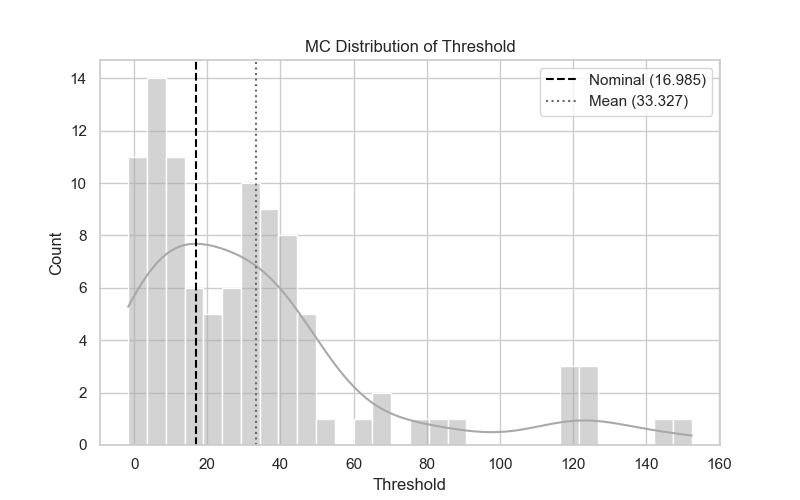 MC Distribution of Threshold
Nominal (16.985)
Mean (33.327)
Count
14
12
10
8
6
4
2
0
0 20 40 60 80 100 120 140 160
Threshold